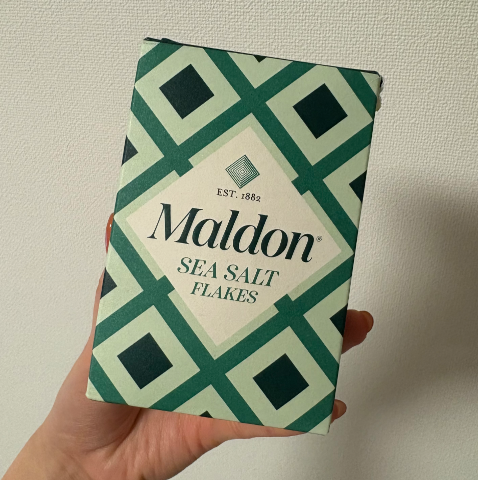 EST. 1882
Maldon®
SEA SALT
FLAKES